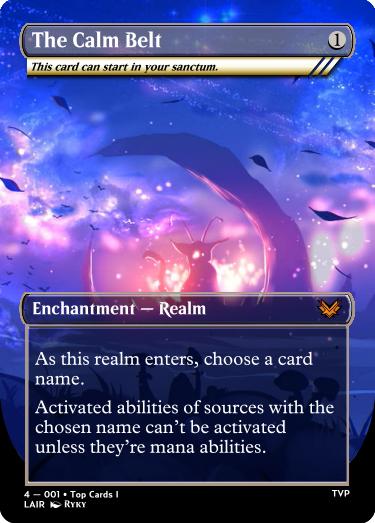 The Calm Belt 1
This card can start in your sanctum.
Enchantment — Realm
As this realm enters, choose a card
name.
Activated abilities of sources with the
chosen name can't be activated
unless they're mana abilities.
4 — 001 • Top Cards I TVP
LAIR Ryky